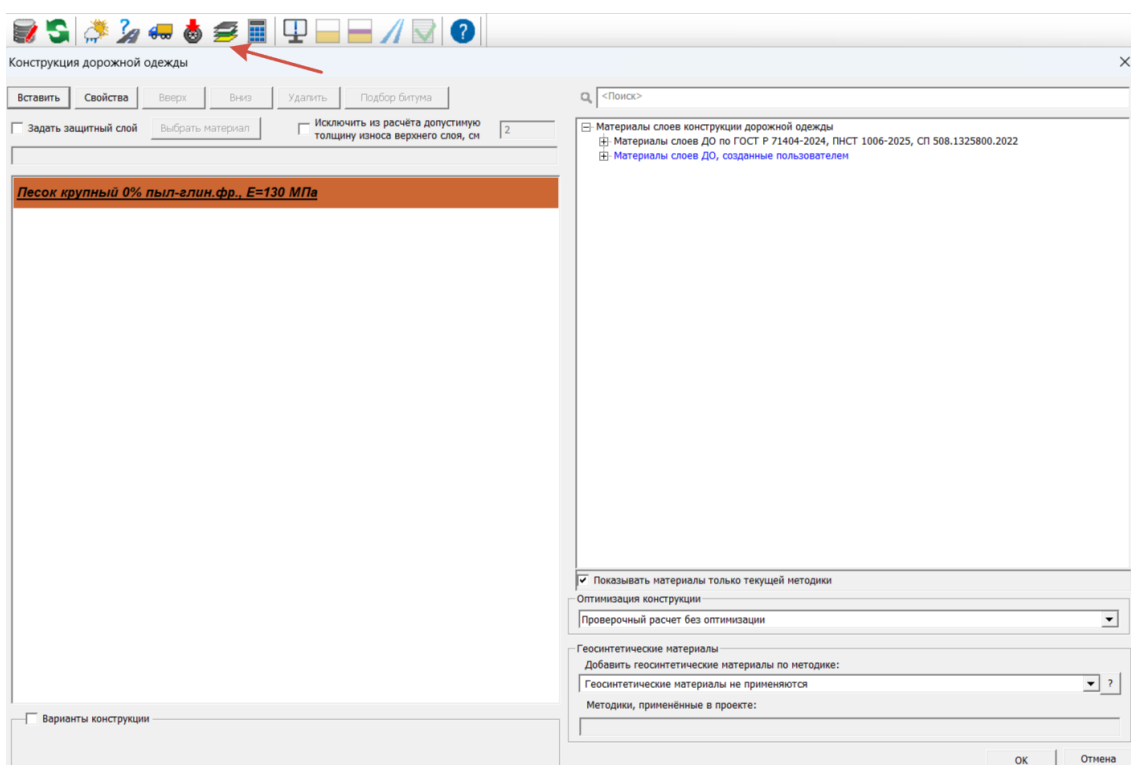 Конструкция дорожной одежды
Вставить Свойства Вверх Вниз Удалить Подбор битума
<Поиск>
Задать защитный слой Выбрать материал Исключить из расчёта допустимую толщину износа верхнего слоя, см 2
Материалы слоев конструкции дорожной одежды
Материалы слоев ДО по ГОСТ Р 71404-2024, ПНСТ 1006-2025, СП 508.1325800.2022
Материалы слоев ДО, созданные пользователем
Песок крупный 0% пыл-глин.фр., Е=130 МПа
Показывать материалы только текущей методики
Оптимизация конструкции
Проверочный расчет без оптимизации
Геосинтетические материалы
Добавить геосинтетические материалы по методике:
Геосинтетические материалы не применяются ?
Методики, применённые в проекте:
Варианты конструкции
ОК Отмена